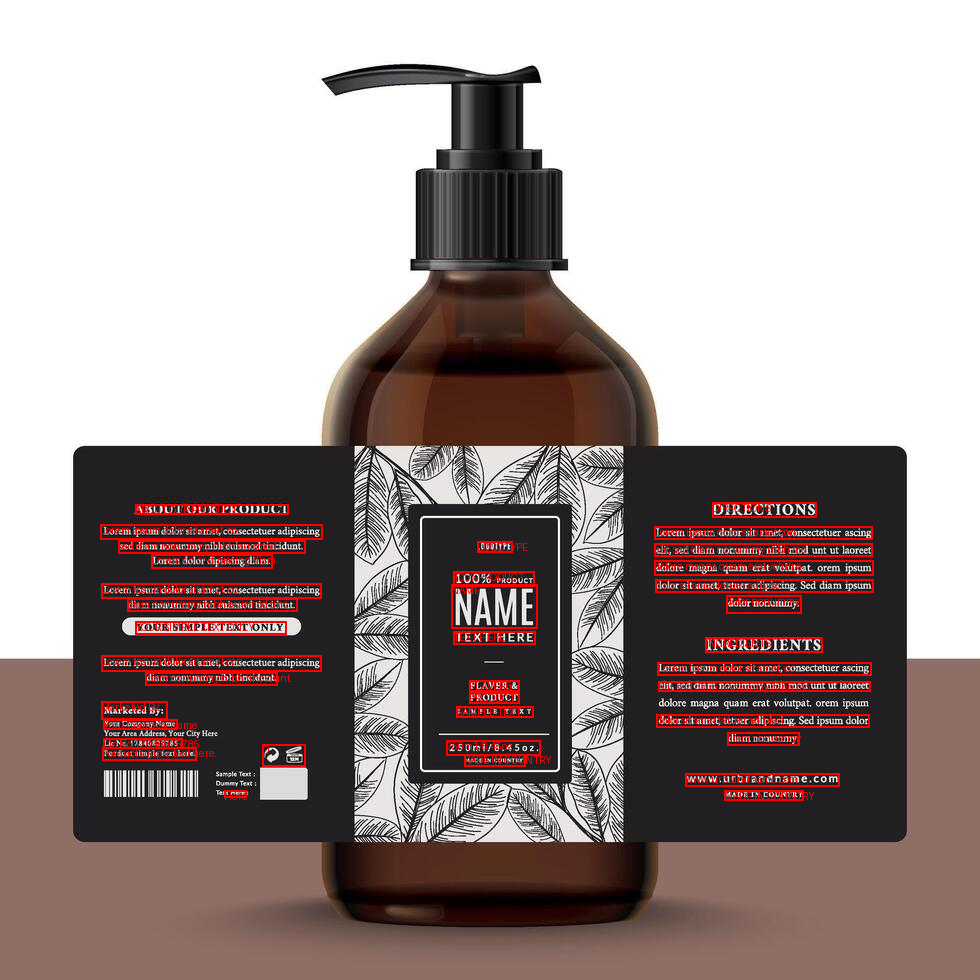 ABOUT OUR PRODUCT
Lorem ipsum dolor sit amet, consectetuer adipiscing
sed diam nonummy nibh euismod tincidunt.
Lorem dolor dipiscing diam.
Lorem ipsum dolor sit amet, consectetuer adipiscing
diam nonummy nibh euismod tincidunt.
YOUR SIMPLE TEXT ONLY
Lorem ipsum dolor sit amet, consectetuer adipiscing
diam nonummy nibh tincidunt.
Marketed By:
Your Company Name
Your Area Address, Your City Here
Lic No. 17840825785
Perduct simple text here.
Sample Text :
Dummy Text :
Text Here :
LOGOTYPE
100% PRODUCT
NAME
TEXT HERE
FLAVER &
PRODUCT
SAMPLE TEXT
250ml/8.45oz.
MADE IN COUNTRY
DIRECTIONS
Lorem ipsum dolor sit amet, consectetuer ascing
elit, sed diam nonummy nibh mod unt ut laoreet
dolore magna quam erat volutpat. orem ipsum
dolor sit amet, tetuer adipiscing. Sed diam ipsum
dolor nonummy.
INGREDIENTS
Lorem ipsum dolor sit amet, consectetuer ascing
elit, sed diam nonummy nibh mod unt ut laoreet
dolore magna quam erat volutpat. orem ipsum
dolor sit amet, tetuer adipiscing. Sed ipsum dolor
diam nonummy.
www.urbrandname.com
MADE IN COUNTRY